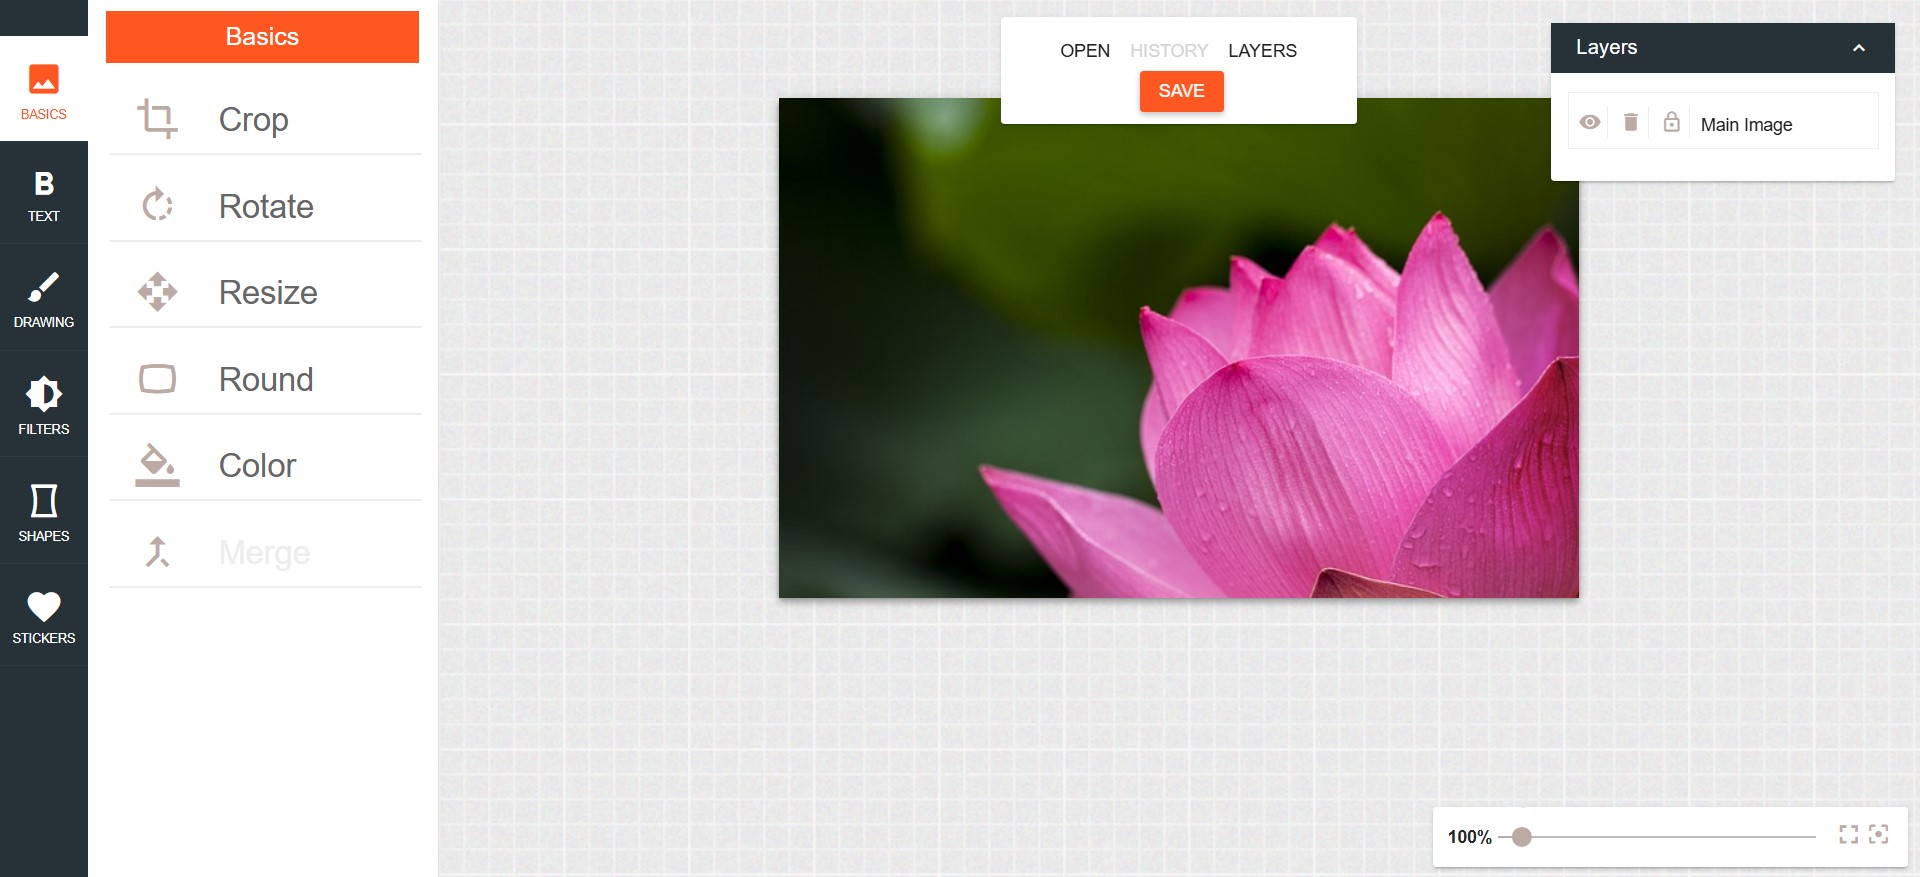 BASICS
TEXT
DRAWING
FILTERS
SHAPES
STICKERS
Basics
Crop
Rotate
Resize
Round
Color
Merge
OPEN HISTORY LAYERS
SAVE
Layers
Main Image
100%